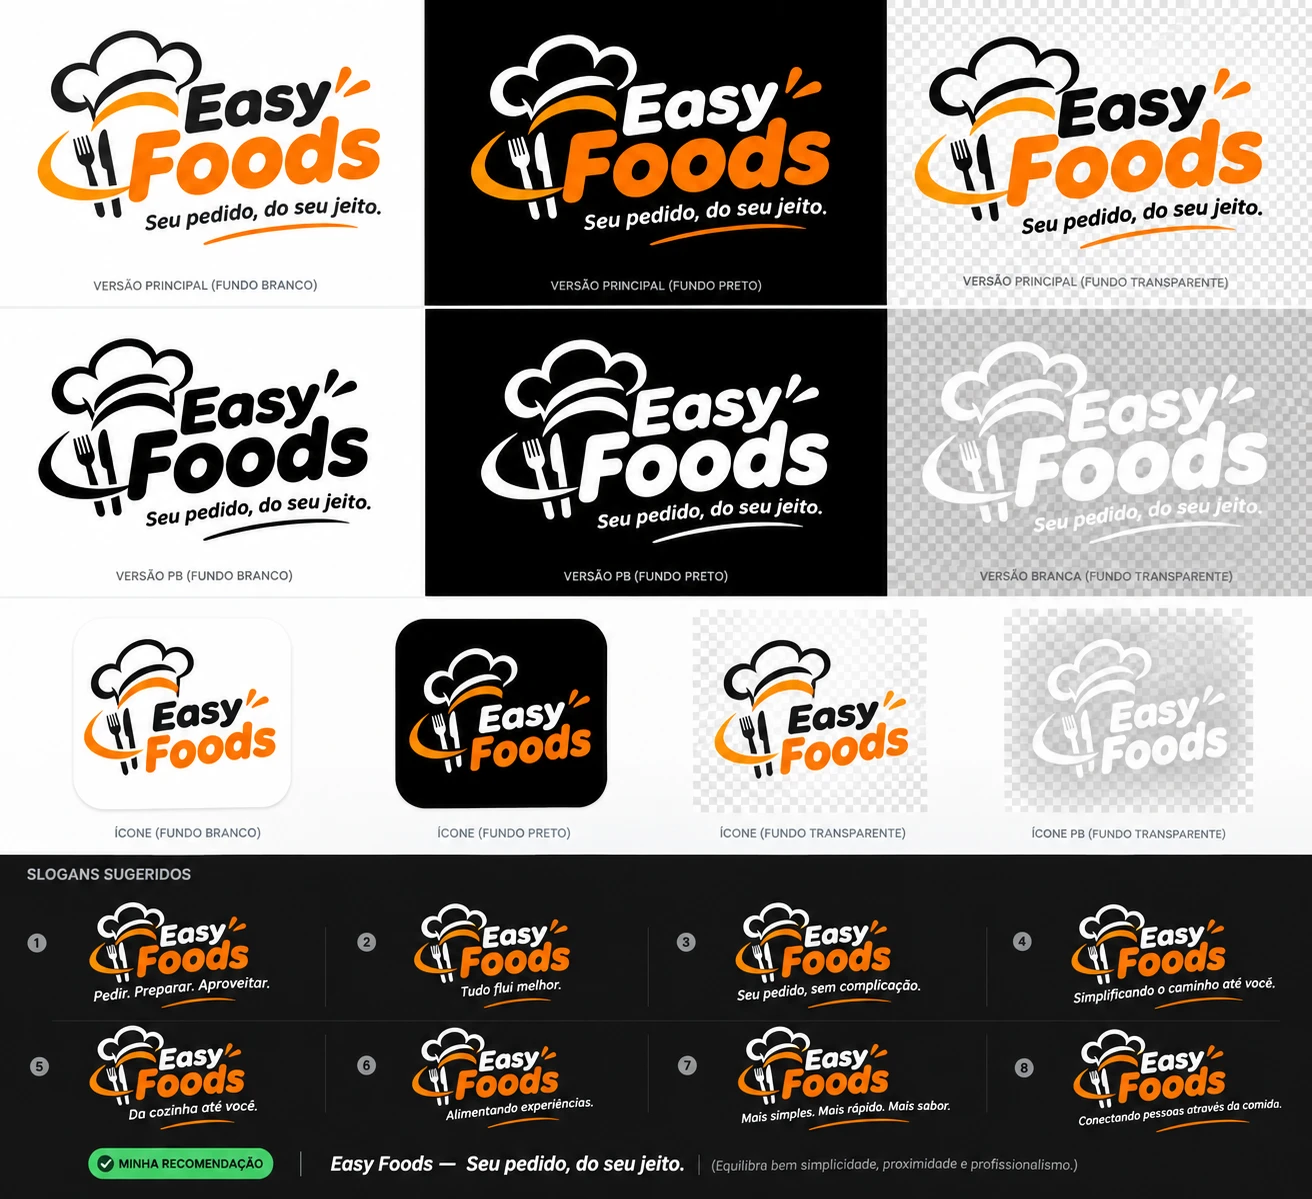 Easy
Foods
Seu pedido, do seu jeito.
VERSÃO PRINCIPAL (FUNDO BRANCO)
Easy
Foods
Seu pedido, do seu jeito.
VERSÃO PRINCIPAL (FUNDO PRETO)
Easy
Foods
Seu pedido, do seu jeito.
VERSÃO PRINCIPAL (FUNDO TRANSPARENTE)
Easy
Foods
Seu pedido, do seu jeito.
VERSÃO PB (FUNDO BRANCO)
Easy
Foods
Seu pedido, do seu jeito.
VERSÃO PB (FUNDO PRETO)
Easy
Foods
Seu pedido, do seu jeito.
VERSÃO BRANCA (FUNDO TRANSPARENTE)
Easy
Foods
ÍCONE (FUNDO BRANCO)
Easy
Foods
ÍCONE (FUNDO PRETO)
Easy
Foods
ÍCONE (FUNDO TRANSPARENTE)
Easy
Foods
ÍCONE PB (FUNDO TRANSPARENTE)
SLOGANS SUGERIDOS
1
Easy
Foods
Pedir. Preparar. Aproveitar.
2
Easy
Foods
Tudo flui melhor.
3
Easy
Foods
Seu pedido, sem complicação.
4
Easy
Foods
Simplificando o caminho até você.
5
Easy
Foods
Da cozinha até você.
6
Easy
Foods
Alimentando experiências.
7
Easy
Foods
Mais simples. Mais rápido. Mais sabor.
8
Easy
Foods
Conectando pessoas através da comida.
MINHA RECOMENDAÇÃO
Easy Foods — Seu pedido, do seu jeito.
(Equilibra bem simplicidade, proximidade e profissionalismo.)